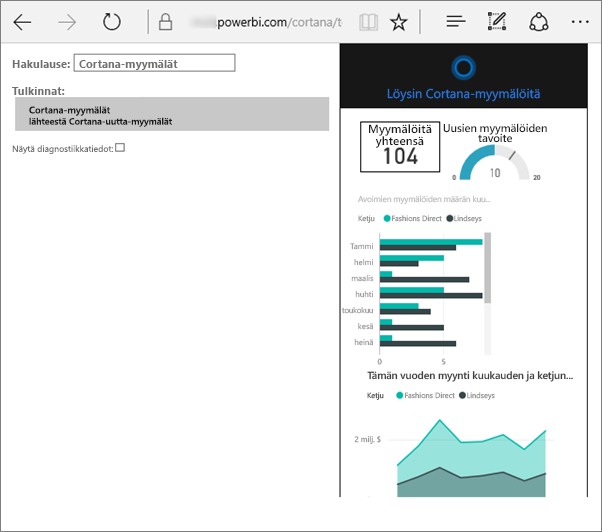 powerbi.com/cortana/t
Hakulause: Cortana-myymälät
Tulkinnat:
Cortana-myymälät
lähteestä Cortana-uutta-myymälät
Näytä diagnostiikkatiedot:
Löysin Cortana-myymälöitä
Myymälöitä
yhteensä
104
Uusien myymälöiden
tavoite
0
10
20
Avoimien myymälöiden määrän kuu...
Ketju Fashions Direct Lindseys
Tammi
helmi
maalis
huhti
toukokuu
kesä
heinä
0 5
Tämän vuoden myynti kuukauden ja ketjun...
Ketju Fashions Direct Lindseys
2 milj. $